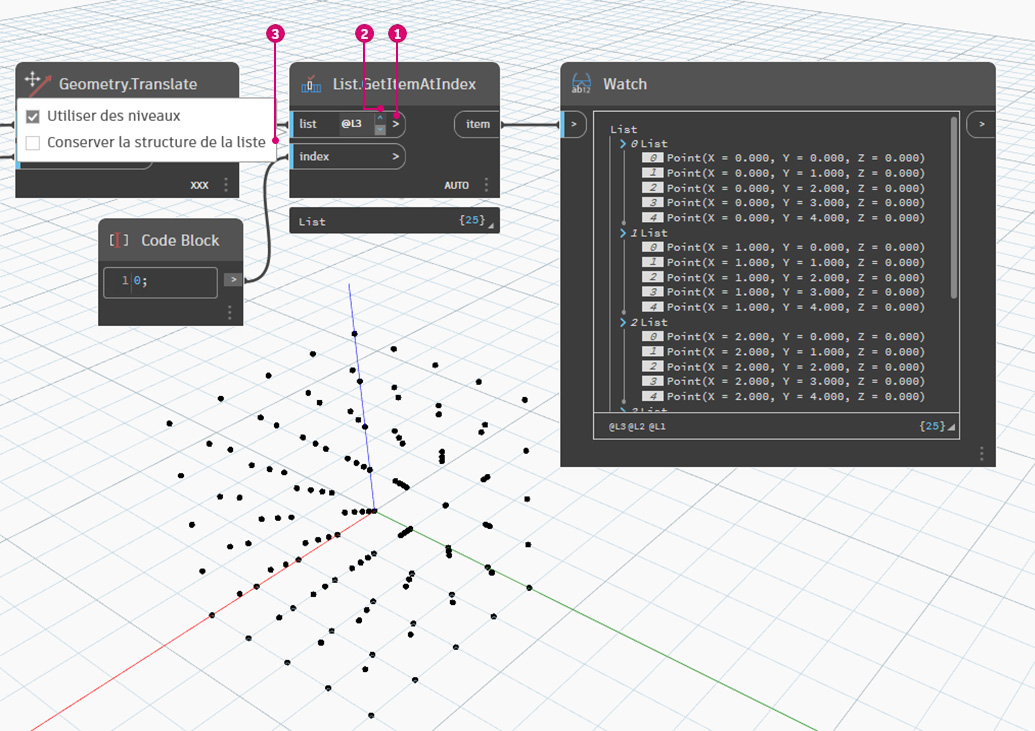 3
2
1
Geometry.Translate
Utiliser des niveaux
Conserver la structure de la liste
XXX
List.GetItemAtIndex
list @L3 >
item
index >
AUTO
List {25}
Code Block
1 0;
>
Watch
>
>
List
0 List
0 Point(X = 0.000, Y = 0.000, Z = 0.000)
1 Point(X = 0.000, Y = 1.000, Z = 0.000)
2 Point(X = 0.000, Y = 2.000, Z = 0.000)
3 Point(X = 0.000, Y = 3.000, Z = 0.000)
4 Point(X = 0.000, Y = 4.000, Z = 0.000)
1 List
0 Point(X = 1.000, Y = 0.000, Z = 0.000)
1 Point(X = 1.000, Y = 1.000, Z = 0.000)
2 Point(X = 1.000, Y = 2.000, Z = 0.000)
3 Point(X = 1.000, Y = 3.000, Z = 0.000)
4 Point(X = 1.000, Y = 4.000, Z = 0.000)
2 List
0 Point(X = 2.000, Y = 0.000, Z = 0.000)
1 Point(X = 2.000, Y = 1.000, Z = 0.000)
2 Point(X = 2.000, Y = 2.000, Z = 0.000)
3 Point(X = 2.000, Y = 3.000, Z = 0.000)
4 Point(X = 2.000, Y = 4.000, Z = 0.000)
3 List
@L3 @L2 @L1 {25}